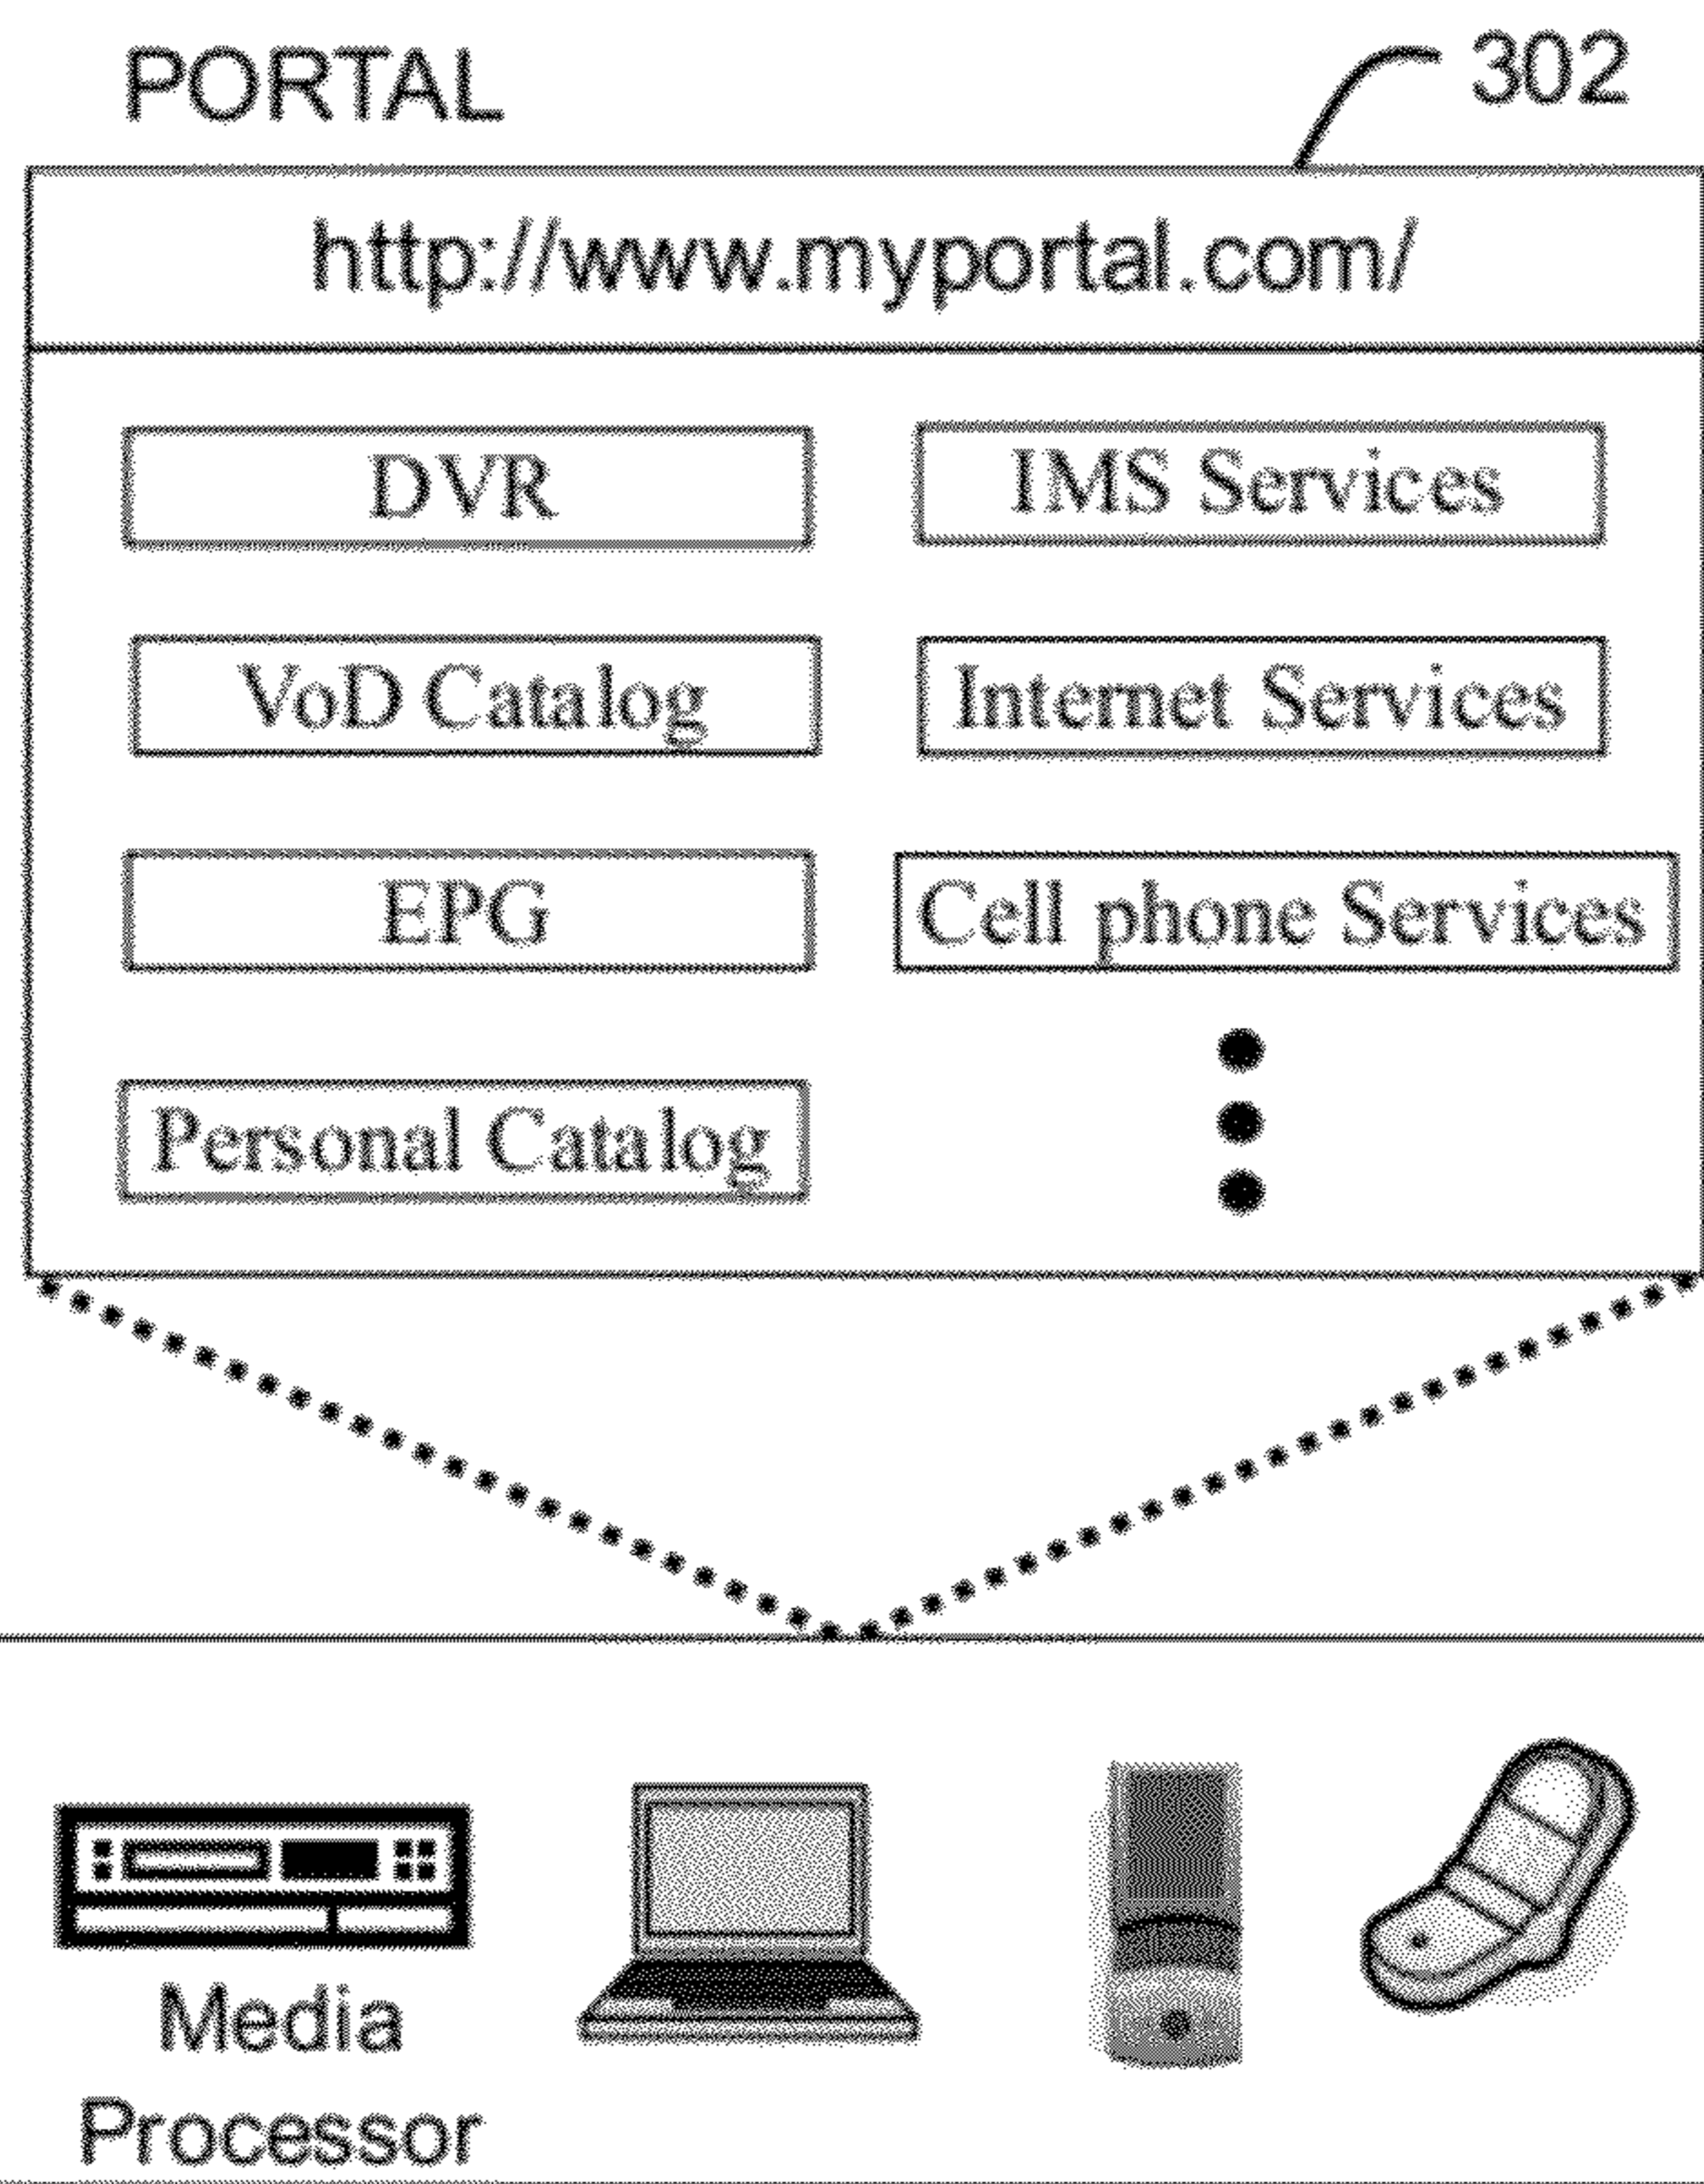 PORTAL 302
http://www.myportal.com/
DVR
IMS Services
VoD Catalog
Internet Services
EPG
Cell phone Services
Personal Catalog
Media
Processor